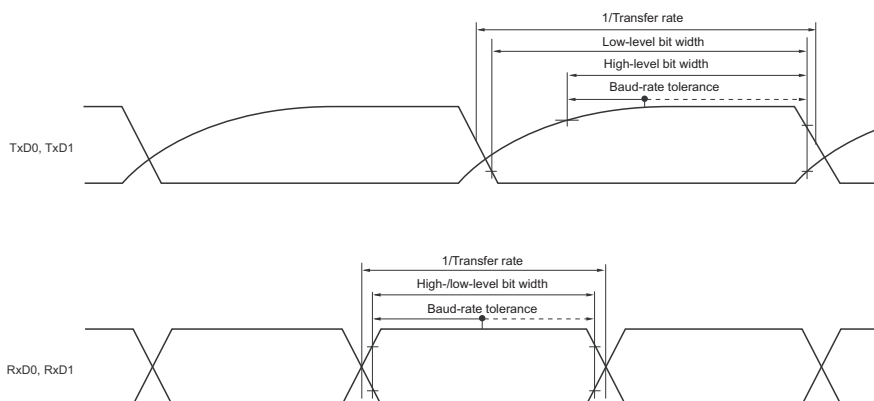 1/Transfer rate
Low-level bit width
High-level bit width
Baud-rate tolerance
TxD0, TxD1
1/Transfer rate
High-/low-level bit width
Baud-rate tolerance
RxD0, RxD1